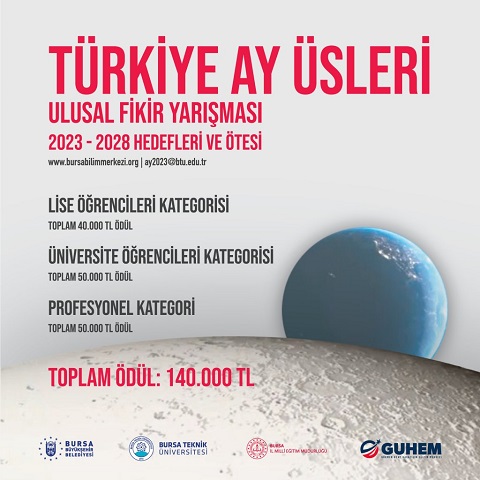 TÜRKİYE AY ÜSLERİ
ULUSAL FİKİR YARIŞMASI
2023 - 2028 HEDEFLERİ VE ÖTESİ
www.bursabilimmerkezi.org | ay2023@btu.edu.tr
LİSE ÖĞRENCİLERİ KATEGORİSİ
TOPLAM 40.000 TL ÖDÜL
ÜNİVERSİTE ÖĞRENCİLERİ KATEGORİSİ
TOPLAM 50.000 TL ÖDÜL
PROFESYONEL KATEGORİ
TOPLAM 50.000 TL ÖDÜL
TOPLAM ÖDÜL: 140.000 TL
BURSA
BÜYÜKŞEHİR
BELEDİYESİ
BURSA TEKNİK
ÜNİVERSİTESİ
BURSA
İL MİLLİ EĞİTİM MÜDÜRLÜĞÜ
GUHEM